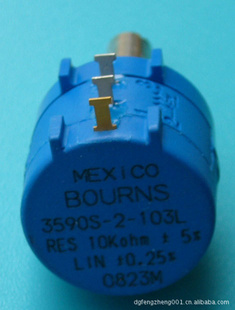 MEXICO
BOURNS
3590S-2-103L
RES 10Kohm ± 5%
LIN ±0.25%
0823M
dgfengzheng001.cn.alibaba.com